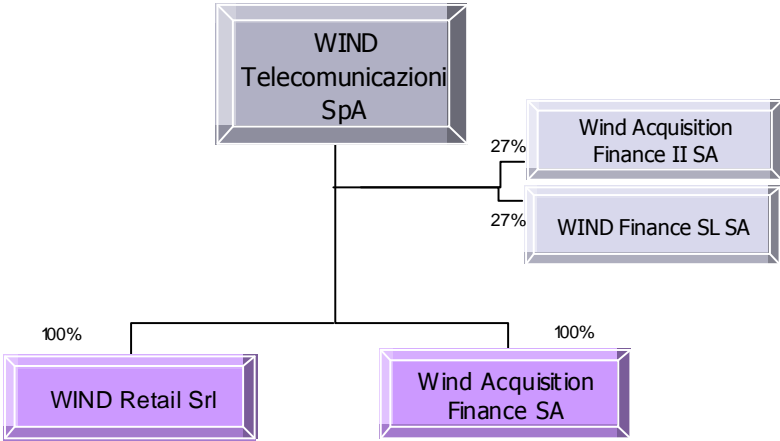 WIND
Telecomunicazioni
SpA
27%
Wind Acquisition
Finance II SA
27%
WIND Finance SL SA
100%
100%
WIND Retail Srl
Wind Acquisition
Finance SA